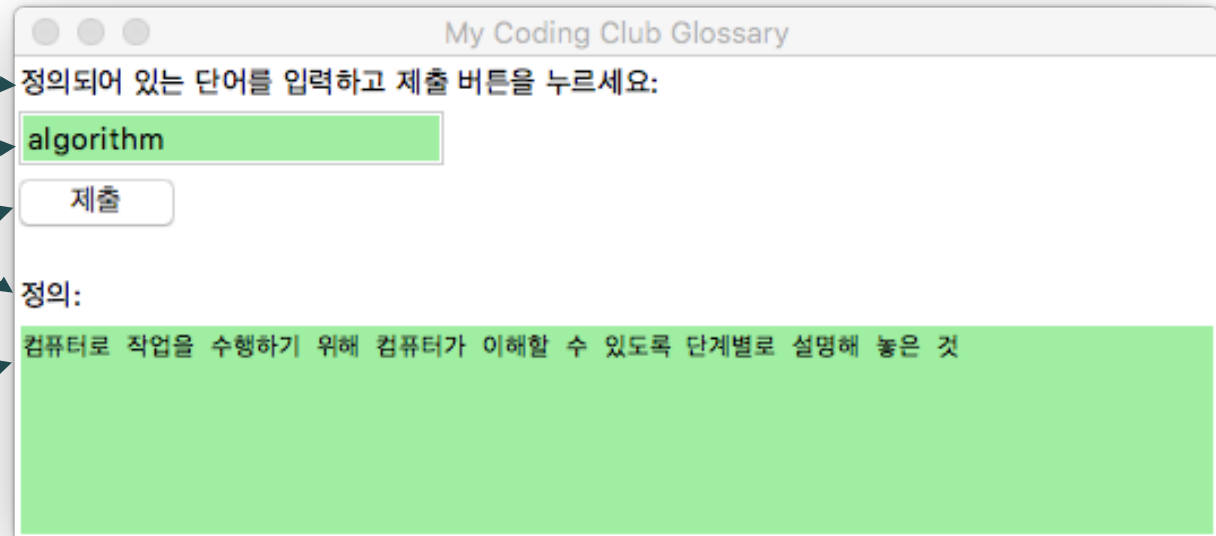 My Coding Club Glossary
정의되어 있는 단어를 입력하고 제출 버튼을 누르세요:
algorithm
제출
정의:
컴퓨터로 작업을 수행하기 위해 컴퓨터가 이해할 수 있도록 단계별로 설명해 놓은 것